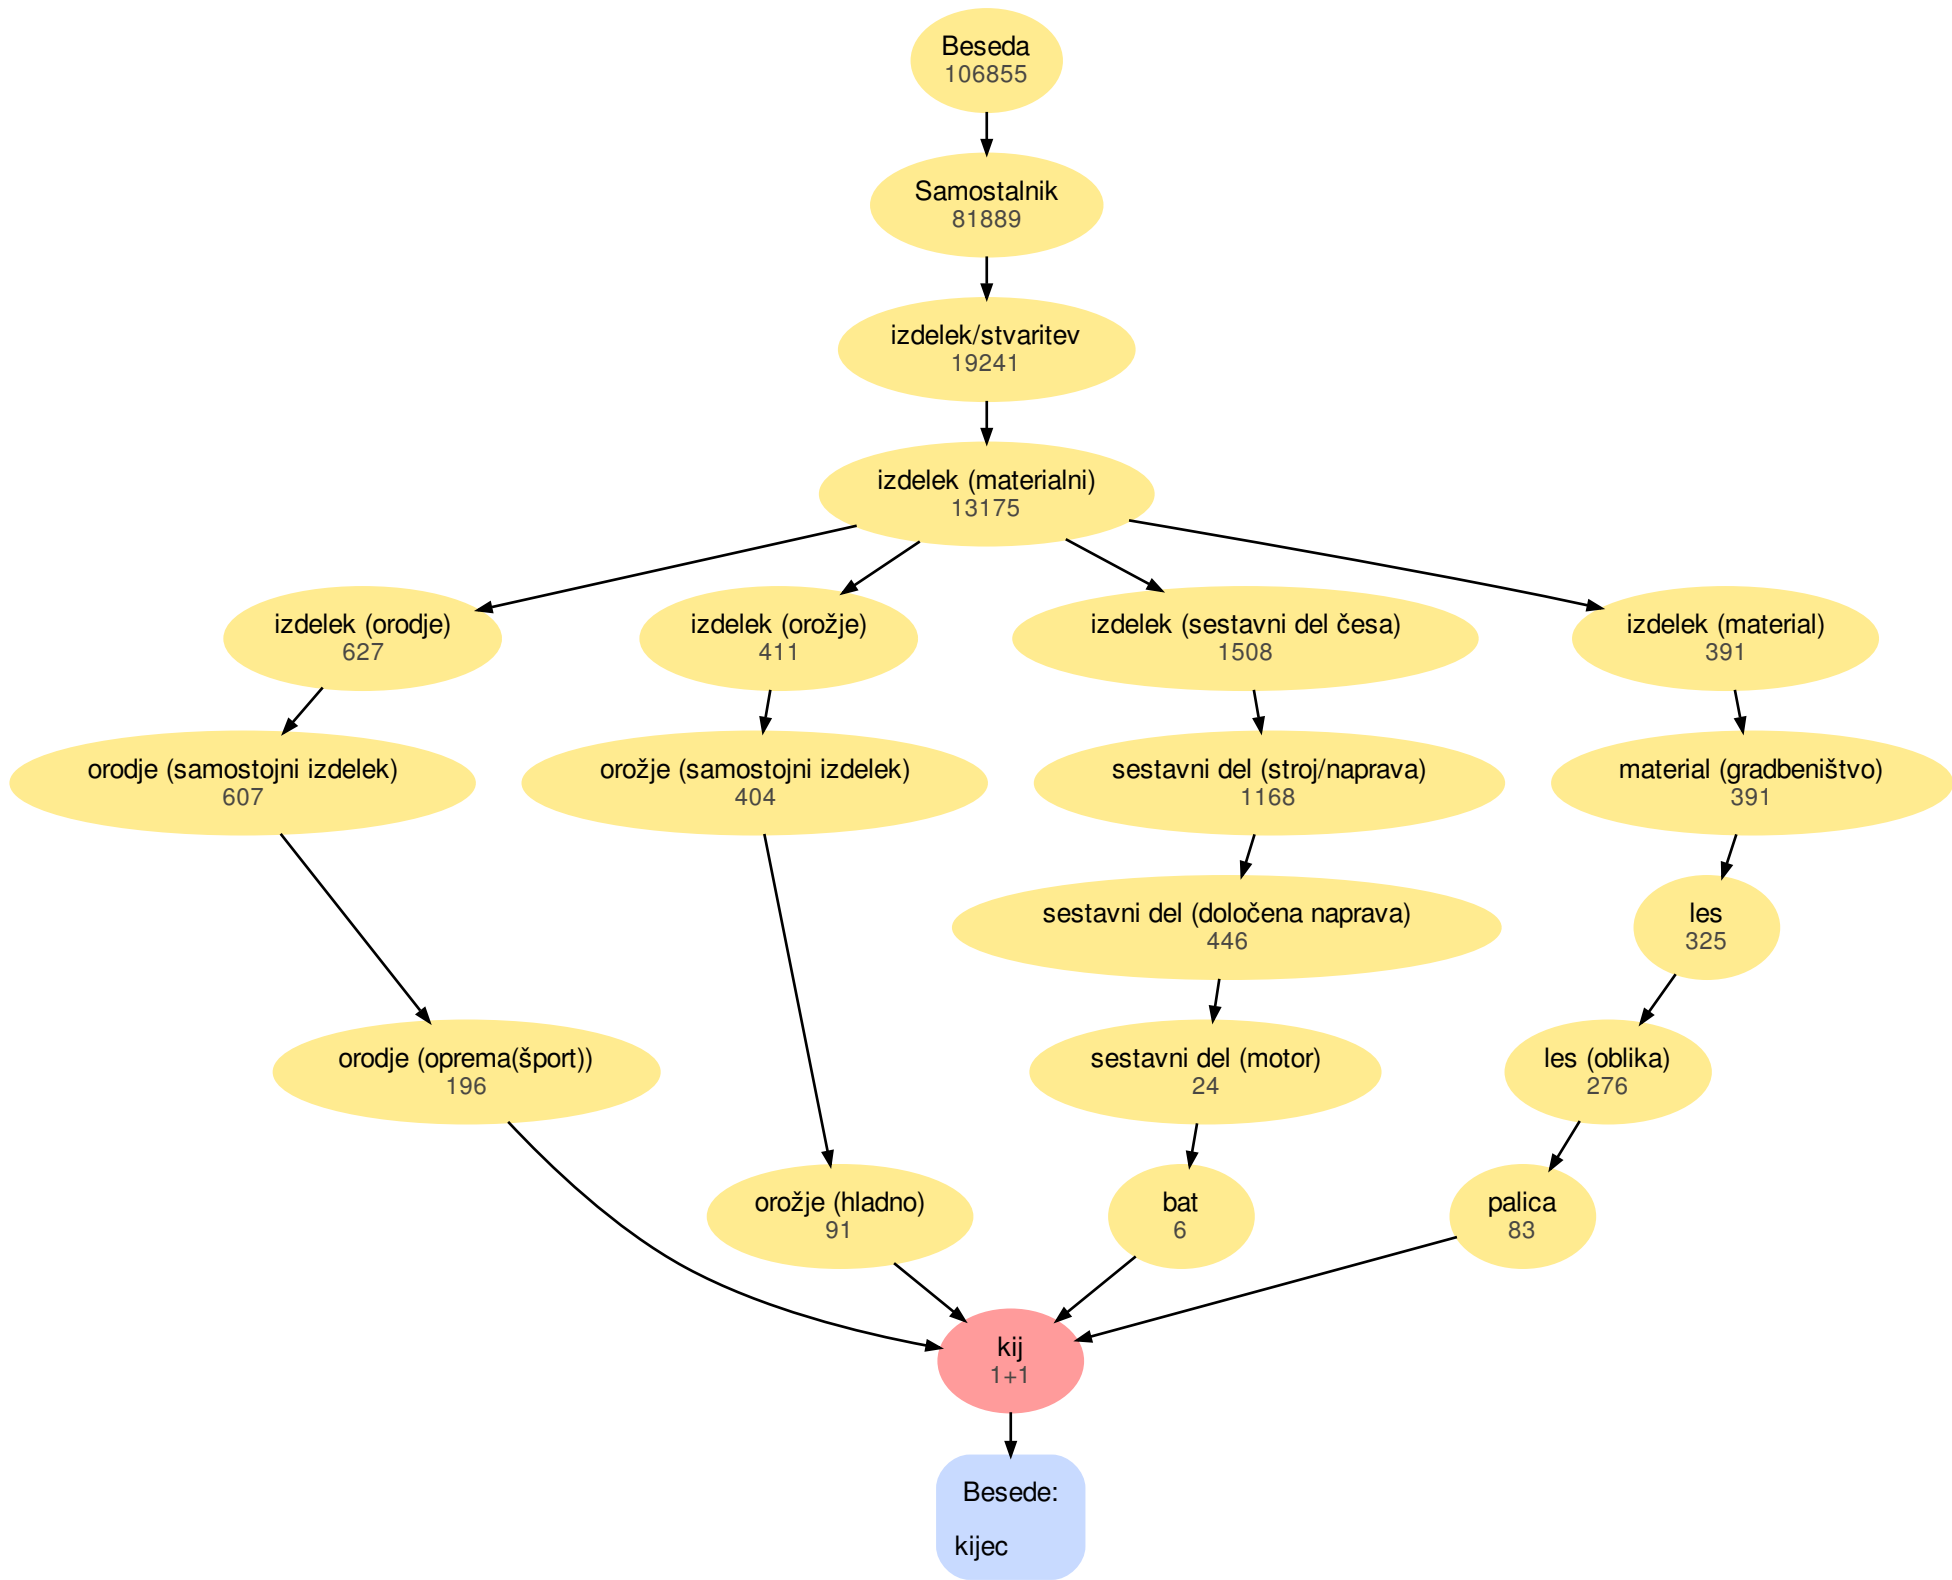 Beseda
106855
Samostalnik
81889
izdelek/stvaritev
19241
izdelek (materialni)
13175
izdelek (orodje)
627
izdelek (orožje)
411
izdelek (sestavni del česa)
1508
izdelek (material)
391
orodje (samostojni izdelek)
607
orožje (samostojni izdelek)
404
sestavni del (stroj/naprava)
1168
material (gradbeništvo)
391
sestavni del (določena naprava)
446
les
325
orodje (oprema(šport))
196
sestavni del (motor)
24
les (oblika)
276
orožje (hladno)
91
bat
6
palica
83
kij
1+1
Besede:
kijec